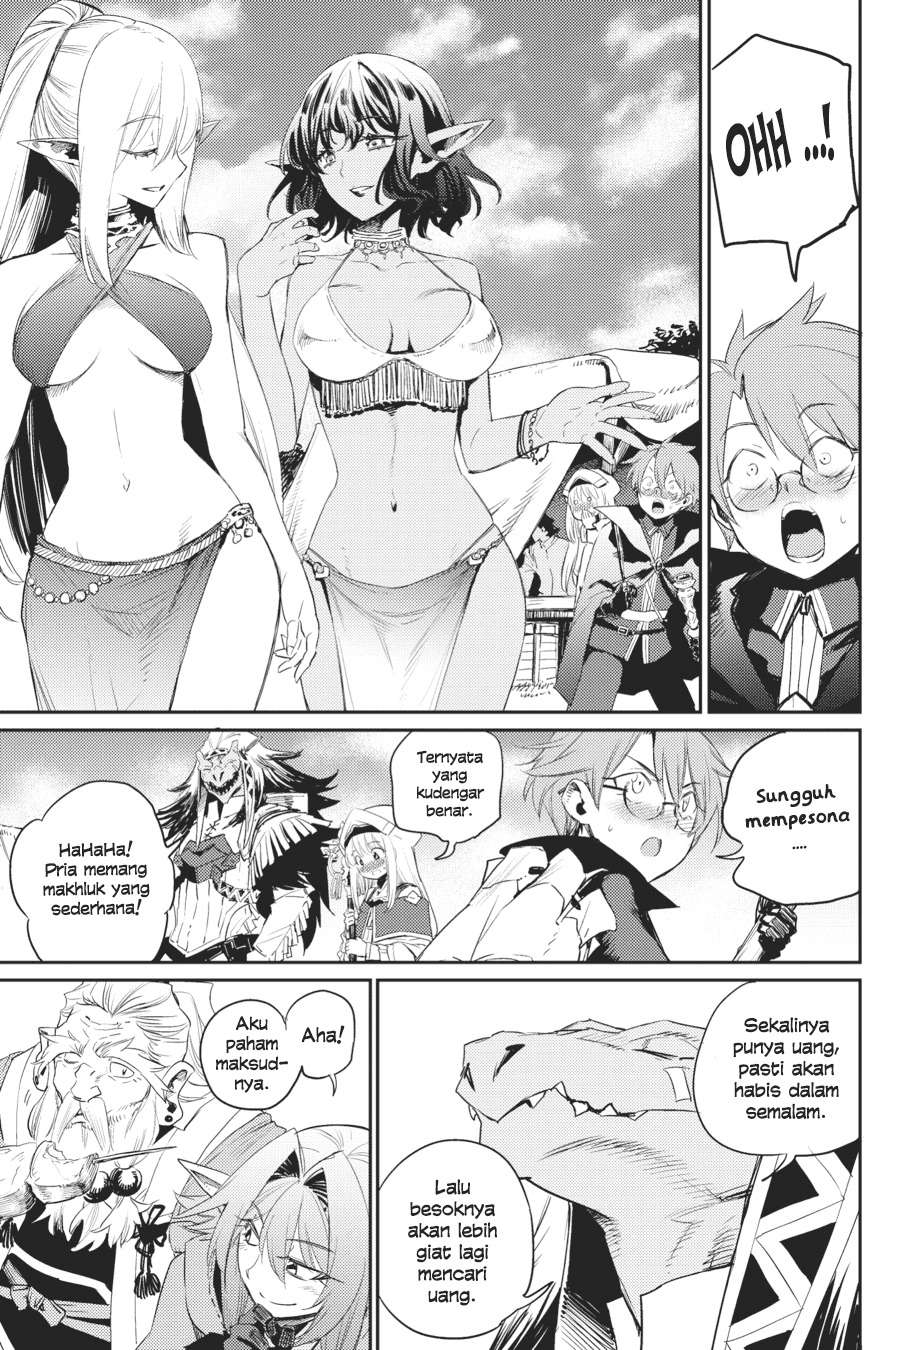 OHH ....!
Sungguh
mempesona
....
Ternyata
yang
kudengar
benar.
HaHaHa!
Pria memang
makhluk yang
sederhana!
Sekalinya
punya uang,
pasti akan
habis dalam
semalam.
Lalu
besoknya
akan lebih
giat lagi
mencari
uang.
Aha!
Aku
paham
maksud-
nya.